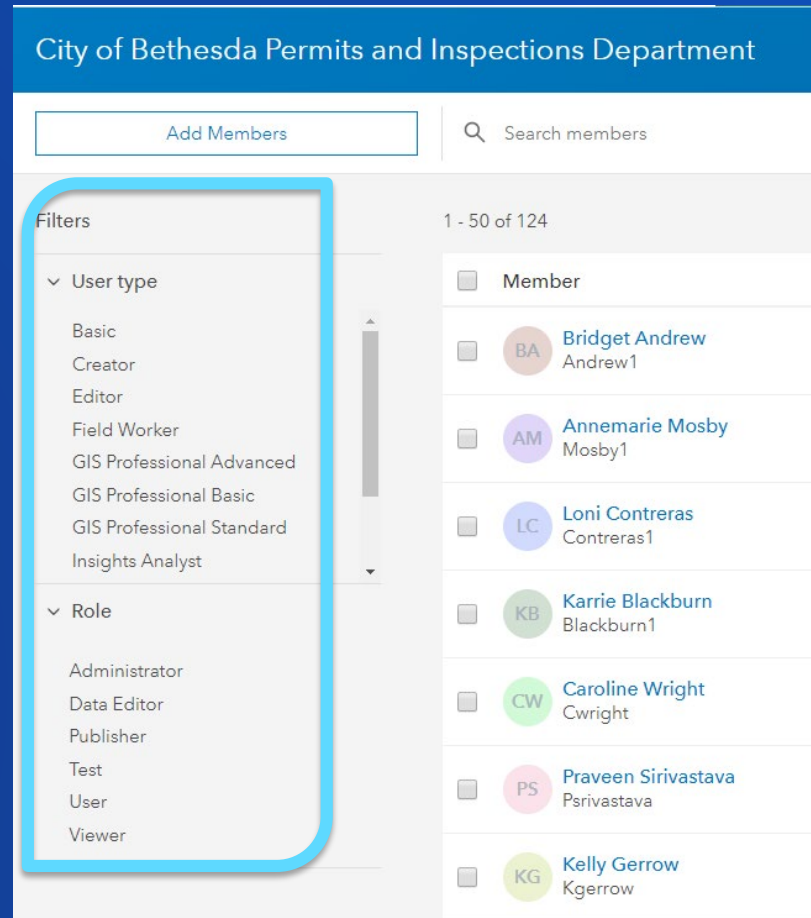 City of Bethesda Permits and Inspections Department
Add Members
Search members
Filters
1 - 50 of 124
User type
Basic
Creator
Editor
Field Worker
GIS Professional Advanced
GIS Professional Basic
GIS Professional Standard
Insights Analyst
Role
Administrator
Data Editor
Publisher
Test
User
Viewer
Member
BA
Bridget Andrew
Andrew1
AM
Annemarie Mosby
Mosby1
LC
Loni Contreras
Contreras1
KB
Karrie Blackburn
Blackburn1
CW
Caroline Wright
Cwright
PS
Praveen Sirivastava
Psrivastava
KG
Kelly Gerrow
Kgerrow